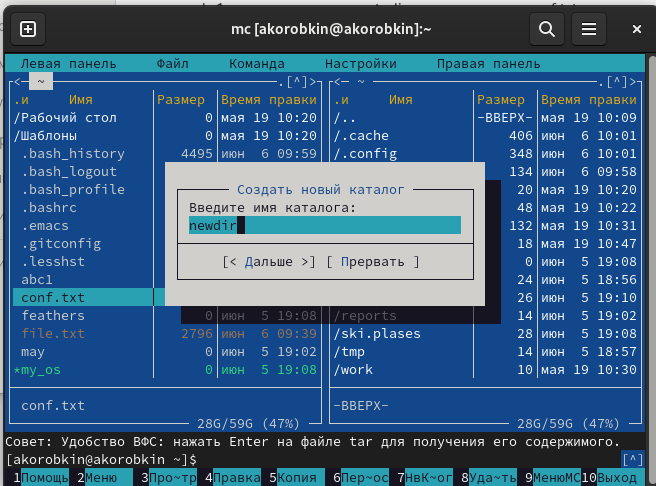 mc [akorobkin@akorobkin]:~
Левая панель Файл Команда Настройки Правая панель
<─ ~ .[^]> <─ ~ .[^]>
.и Имя Размер Время правки .и Имя Размер Время правки
/Рабочий стол 0 мая 19 10:20 /.. -ВВЕРХ- мая 19 10:09
/Шаблоны 0 мая 19 10:20 /.cache 406 июн 6 10:01
.bash_history 4495 июн 6 09:59 /.config 348 июн 6 10:01
.bash_logout 134 июн 6 09:58
.bash_profile 20 мая 19 10:20
.bashrc 48 мая 19 10:22
.emacs 132 мая 19 10:31
.gitconfig 18 мая 19 10:47
.lesshst 0 июн 5 19:08
abc1 24 июн 5 18:56
conf.txt 26 июн 5 19:10
feathers 0 июн 5 19:08 /reports 14 июн 5 19:02
file.txt 2796 июн 6 09:39 /ski.plases 28 июн 5 19:08
may 0 июн 5 19:02 /tmp 14 июн 5 18:57
*my_os 0 июн 5 19:08 /work 10 мая 19 10:30
Создать новый каталог
Введите имя каталога:
newdir
[< Дальше >] [ Прервать ]
conf.txt -ВВЕРХ-
28G/59G (47%) 28G/59G (47%)
Совет: Удобство ВФС: нажать Enter на файле tar для получения его содержимого.
[akorobkin@akorobkin ~]$ [^]
1Помощь 2Меню 3Про~тр 4Правка 5Копия 6Пер~ос 7НвК~ог 8Уда~ть 9МенюМС 10Выход